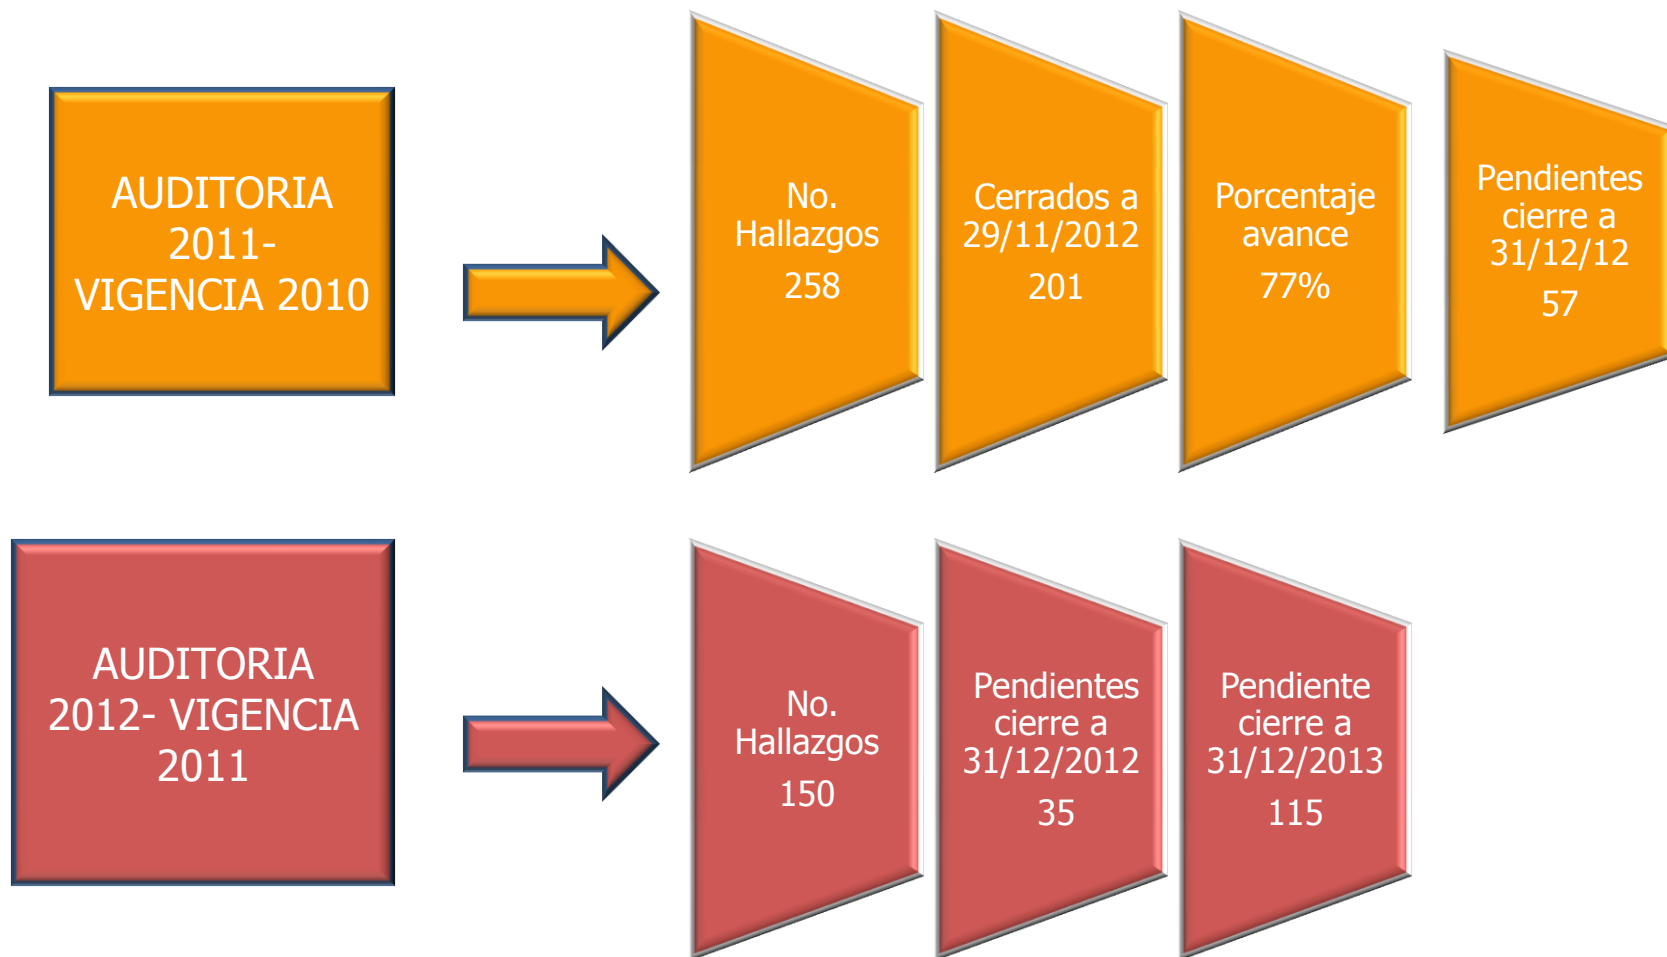 AUDITORIA
2011-
VIGENCIA 2010
No.
Hallazgos
258
Cerrados a
29/11/2012
201
Porcentaje
avance
77%
Pendientes
cierre a
31/12/12
57
AUDITORIA
2012- VIGENCIA
2011
No.
Hallazgos
150
Pendientes
cierre a
31/12/2012
35
Pendiente
cierre a
31/12/2013
115